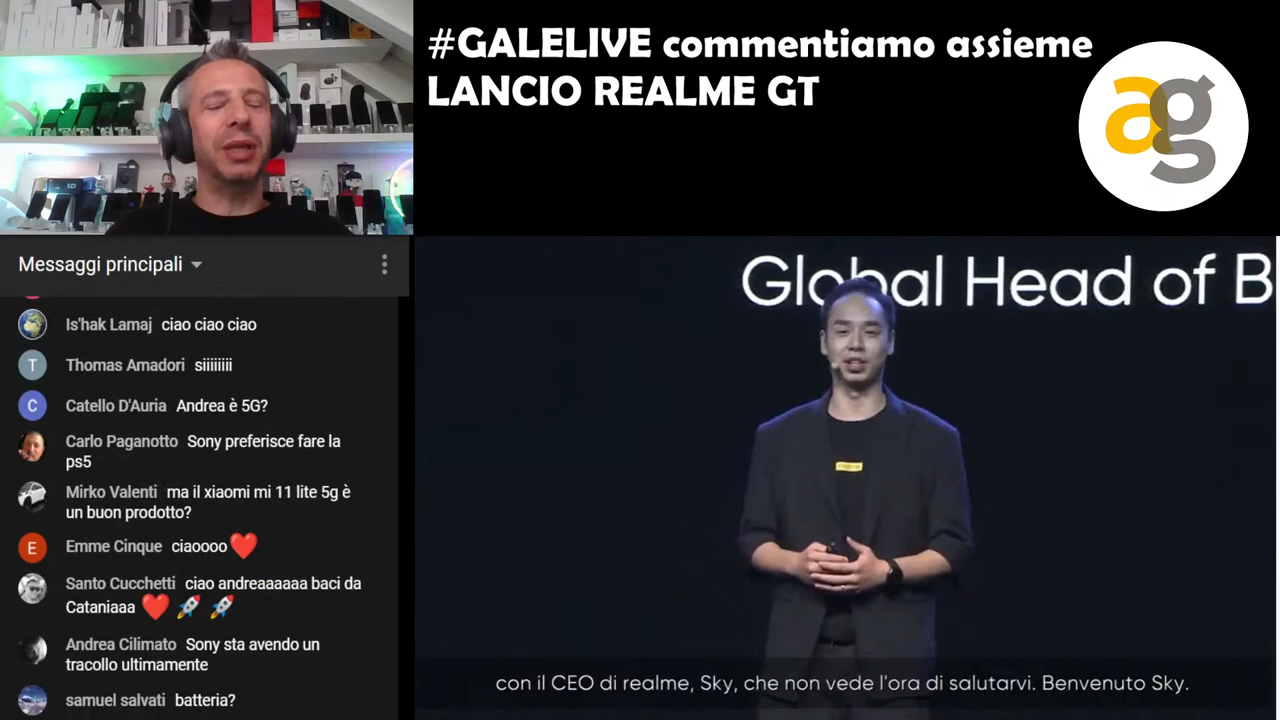 #GALELIVE commentiamo assieme
LANCIO REALME GT
ag
Messaggi principali
Is'hak Lamaj ciao ciao ciao
T
Thomas Amadori siiiiiiii
C
Catello D'Auria Andrea è 5G?
Carlo Paganotto Sony preferisce fare la
ps5
Mirko Valenti ma il xiaomi mi 11 lite 5g è
un buon prodotto?
E
Emme Cinque ciaoooo❤️
Santo Cucchetti ciao andreaaaaaa baci da
Cataniaaa ❤️ 🚀 🚀
Andrea Cilimato Sony sta avendo un
tracollo ultimamente
samuel salvati batteria?
Global Head of B
con il CEO di realme, Sky, che non vede l'ora di salutarvi. Benvenuto Sky.